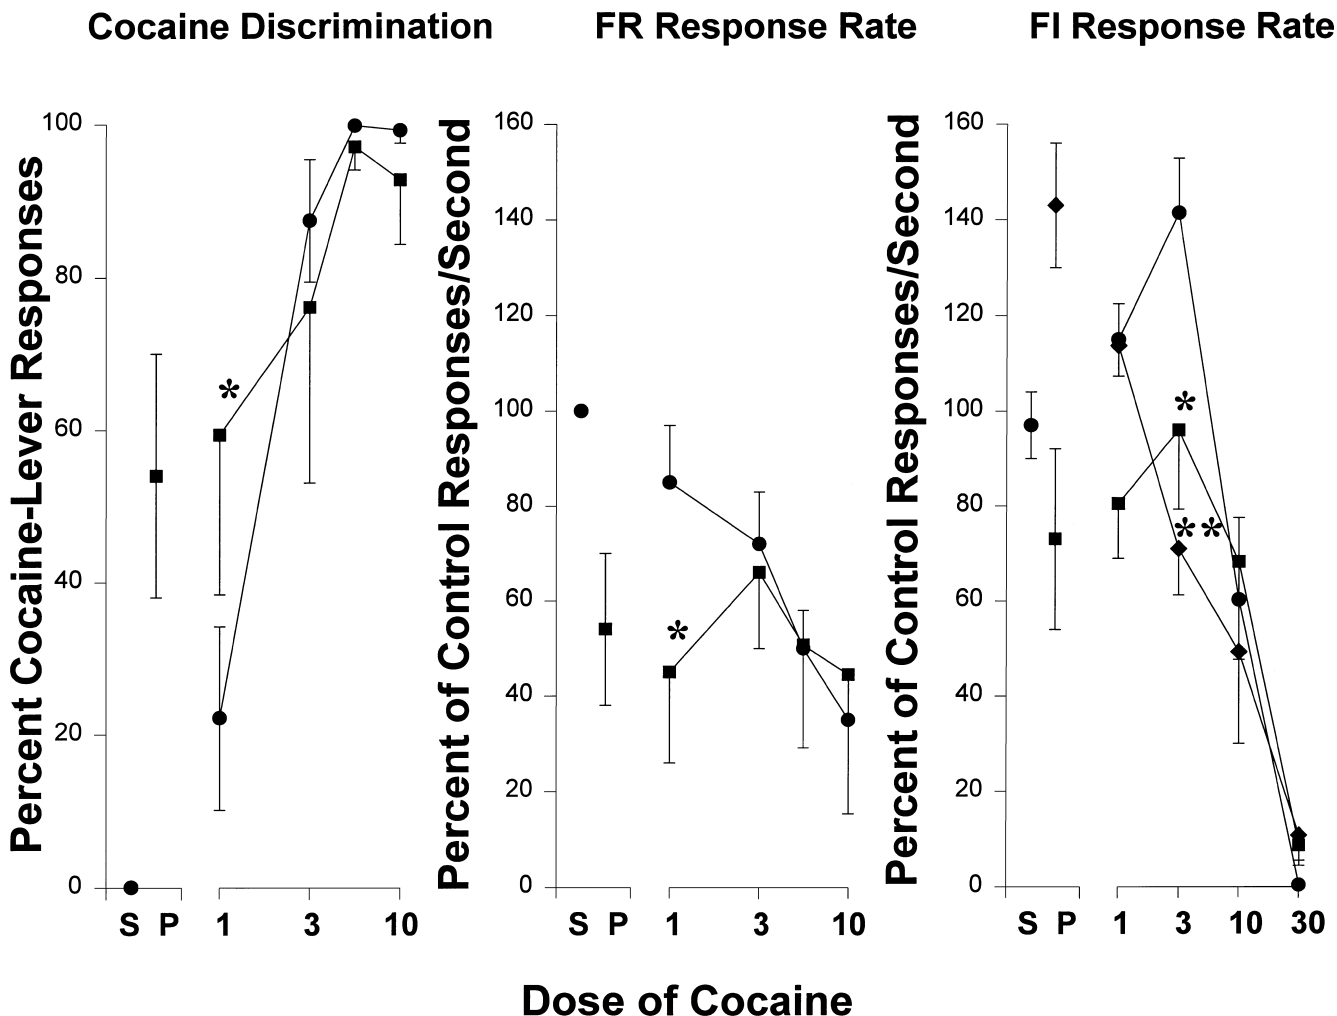 Cocaine Discrimination
FR Response Rate
FI Response Rate
Percent Cocaine-Lever Responses
100
80
60
40
20
0
*
S P 1 3 10
Percent of Control Responses/Second
160
140
120
100
80
60
40
20
0
*
S P 1 3 10
Percent of Control Responses/Second
160
140
120
100
80
60
40
20
0
*
**
S P 1 3 10 30
Dose of Cocaine